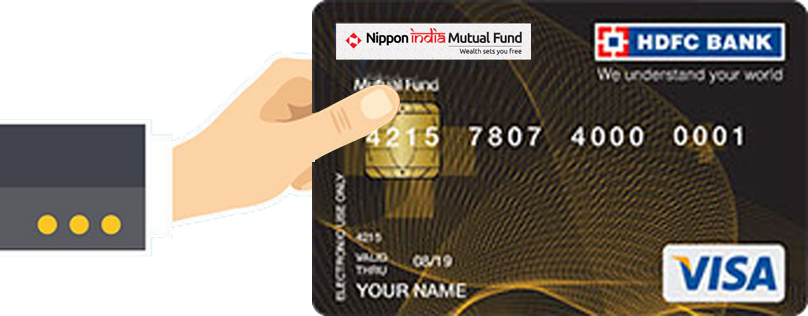 Nippon india Mutual Fund
Wealth sets you free
HDFC BANK
We understand your world
Mutual Fund
4215 7807 4000 0001
ELECTRONIC USE ONLY
4215
VALID
THRU
08/19
YOUR NAME
VISA